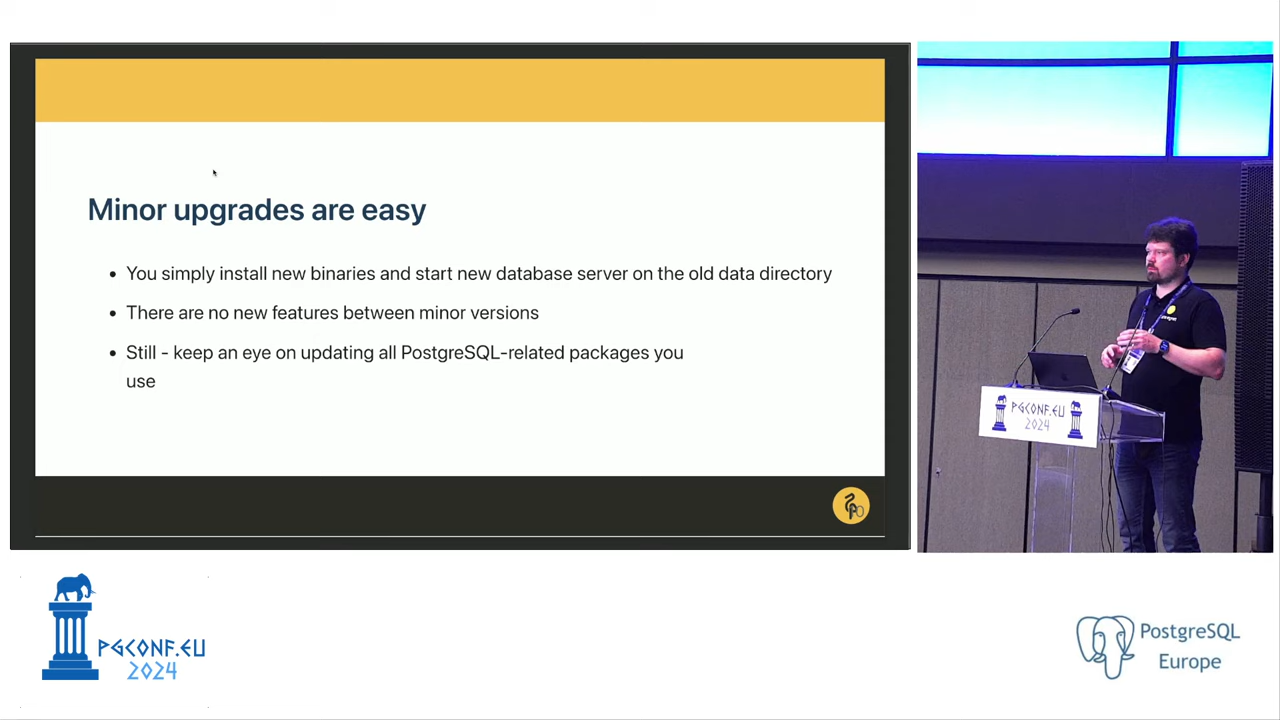 Minor upgrades are easy
• You simply install new binaries and start new database server on the old data directory
• There are no new features between minor versions
• Still - keep an eye on updating all PostgreSQL-related packages you
use
PGCONF.EU
2024
PGCONF.EU
2024
PostgreSQL
Europe